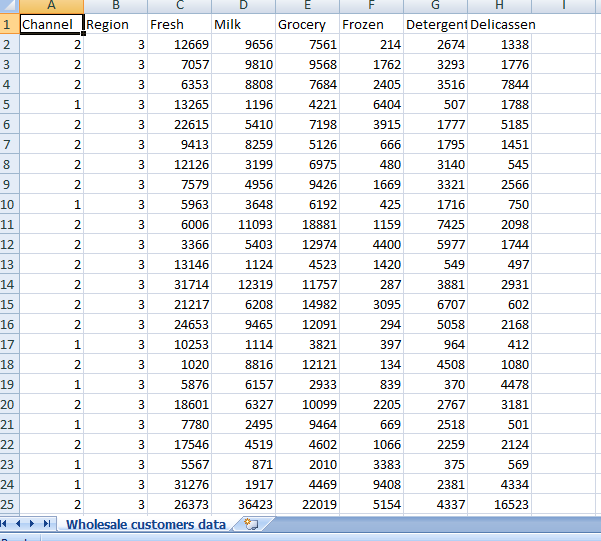 A B C D E F G H I
1 Channel Region Fresh Milk Grocery Frozen Detergent Delicassen
2 2 3 12669 9656 7561 214 2674 1338
3 2 3 7057 9810 9568 1762 3293 1776
4 2 3 6353 8808 7684 2405 3516 7844
5 1 3 13265 1196 4221 6404 507 1788
6 2 3 22615 5410 7198 3915 1777 5185
7 2 3 9413 8259 5126 666 1795 1451
8 2 3 12126 3199 6975 480 3140 545
9 2 3 7579 4956 9426 1669 3321 2566
10 1 3 5963 3648 6192 425 1716 750
11 2 3 6006 11093 18881 1159 7425 2098
12 2 3 3366 5403 12974 4400 5977 1744
13 2 3 13146 1124 4523 1420 549 497
14 2 3 31714 12319 11757 287 3881 2931
15 2 3 21217 6208 14982 3095 6707 602
16 2 3 24653 9465 12091 294 5058 2168
17 1 3 10253 1114 3821 397 964 412
18 2 3 1020 8816 12121 134 4508 1080
19 1 3 5876 6157 2933 839 370 4478
20 2 3 18601 6327 10099 2205 2767 3181
21 1 3 7780 2495 9464 669 2518 501
22 2 3 17546 4519 4602 1066 2259 2124
23 1 3 5567 871 2010 3383 375 569
24 1 3 31276 1917 4469 9408 2381 4334
25 2 3 26373 36423 22019 5154 4337 16523
Wholesale customers data